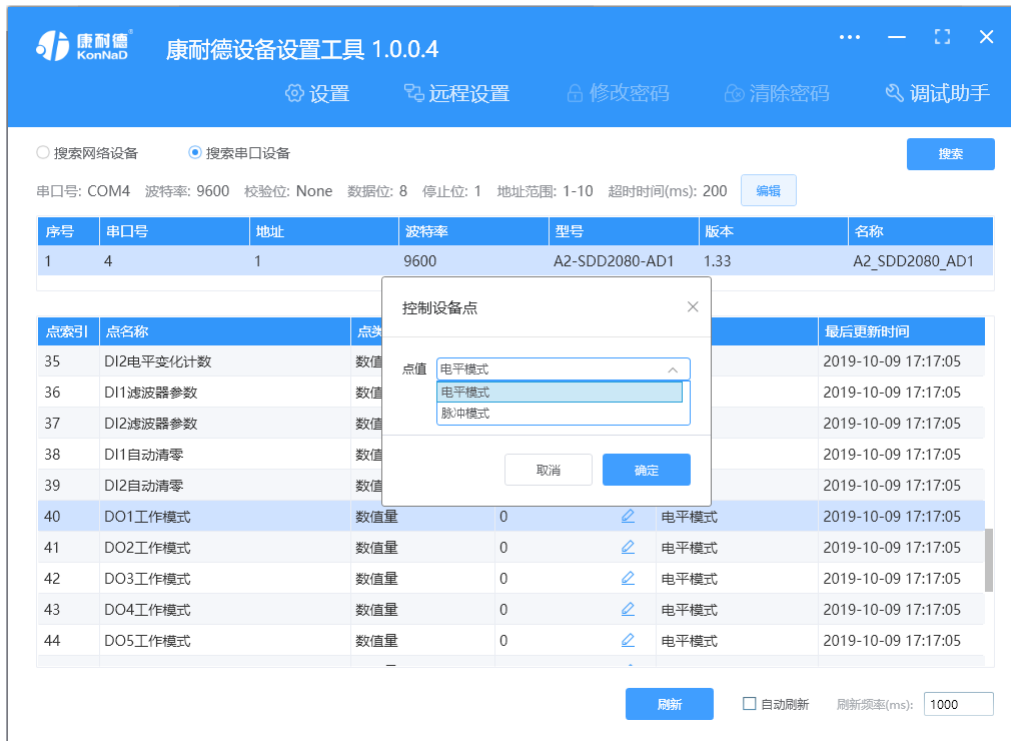 康耐德®
KonNaD
康耐德设备设置工具 1.0.0.4
设置 远程设置 修改密码 清除密码 调试助手
搜索网络设备 搜索串口设备 搜索
串口号: COM4 波特率: 9600 校验位: None 数据位: 8 停止位: 1 地址范围: 1-10 超时时间(ms): 200 编辑
序号 串口号 地址 波特率 型号 版本 名称
1 4 1 9600 A2-SDD2080-AD1 1.33 A2_SDD2080_AD1
控制设备点
点值 电平模式
电平模式
脉冲模式
取消 确定
点索引 点名称 点类 最后更新时间
35 DI2电平变化计数 数值 2019-10-09 17:17:05
36 DI1滤波器参数 数值 2019-10-09 17:17:05
37 DI2滤波器参数 数值 2019-10-09 17:17:05
38 DI1自动清零 数值 2019-10-09 17:17:05
39 DI2自动清零 数值 2019-10-09 17:17:05
40 DO1工作模式 数值量 0 电平模式 2019-10-09 17:17:05
41 DO2工作模式 数值量 0 电平模式 2019-10-09 17:17:05
42 DO3工作模式 数值量 0 电平模式 2019-10-09 17:17:05
43 DO4工作模式 数值量 0 电平模式 2019-10-09 17:17:05
44 DO5工作模式 数值量 0 电平模式 2019-10-09 17:17:05
刷新 自动刷新 刷新频率(ms): 1000